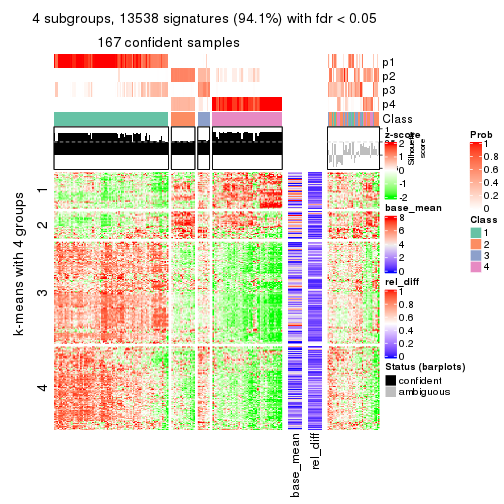 4 subgroups, 13538 signatures (94.1%) with fdr < 0.05
167 confident samples
p1
p2
p3
p4
Class
1
Silhouette
score
z-score
2
1
0
-1
-2
Prob
1
0.8
0.6
0.4
0.2
0
base_mean
8
6
4
2
0
Class
1
2
3
4
rel_diff
1
0.8
0.6
0.4
0.2
0
Status (barplots)
confident
ambiguous
k-means with 4 groups
1
2
3
4
base_mean
rel_diff